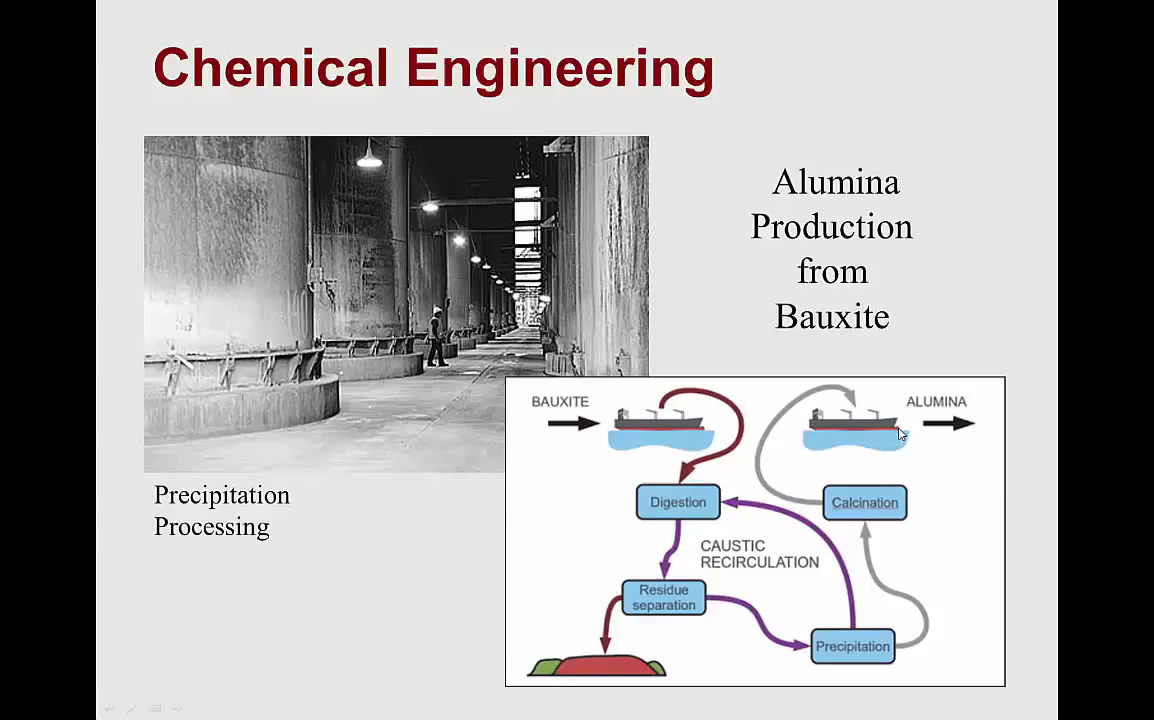 Chemical Engineering
Alumina
Production
from
Bauxite
Precipitation
Processing
BAUXITE
ALUMINA
Digestion
Calcination
CAUSTIC
RECIRCULATION
Residue
separation
Precipitation